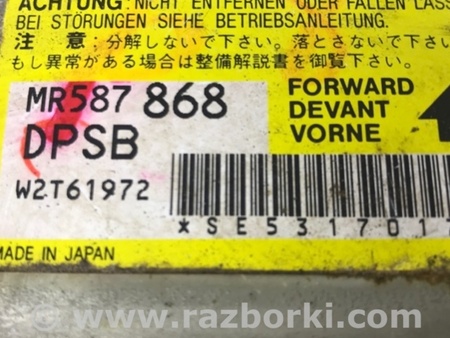 ACHTUNG: NICHT ENTFERNEN ODER FALLEN LASS
BEI STÖRUNGEN SIEHE BETRIEBSANLEITUNG.
注 意:分解しないで下さい。落とさないで下さい
もし異常がある場合は整備解説書を御覧下さい。
MR587 868
DPSB
W2T61972
FORWARD
DEVANT
VORNE
*SE5317017
MADE IN JAPAN
www.razborki.com